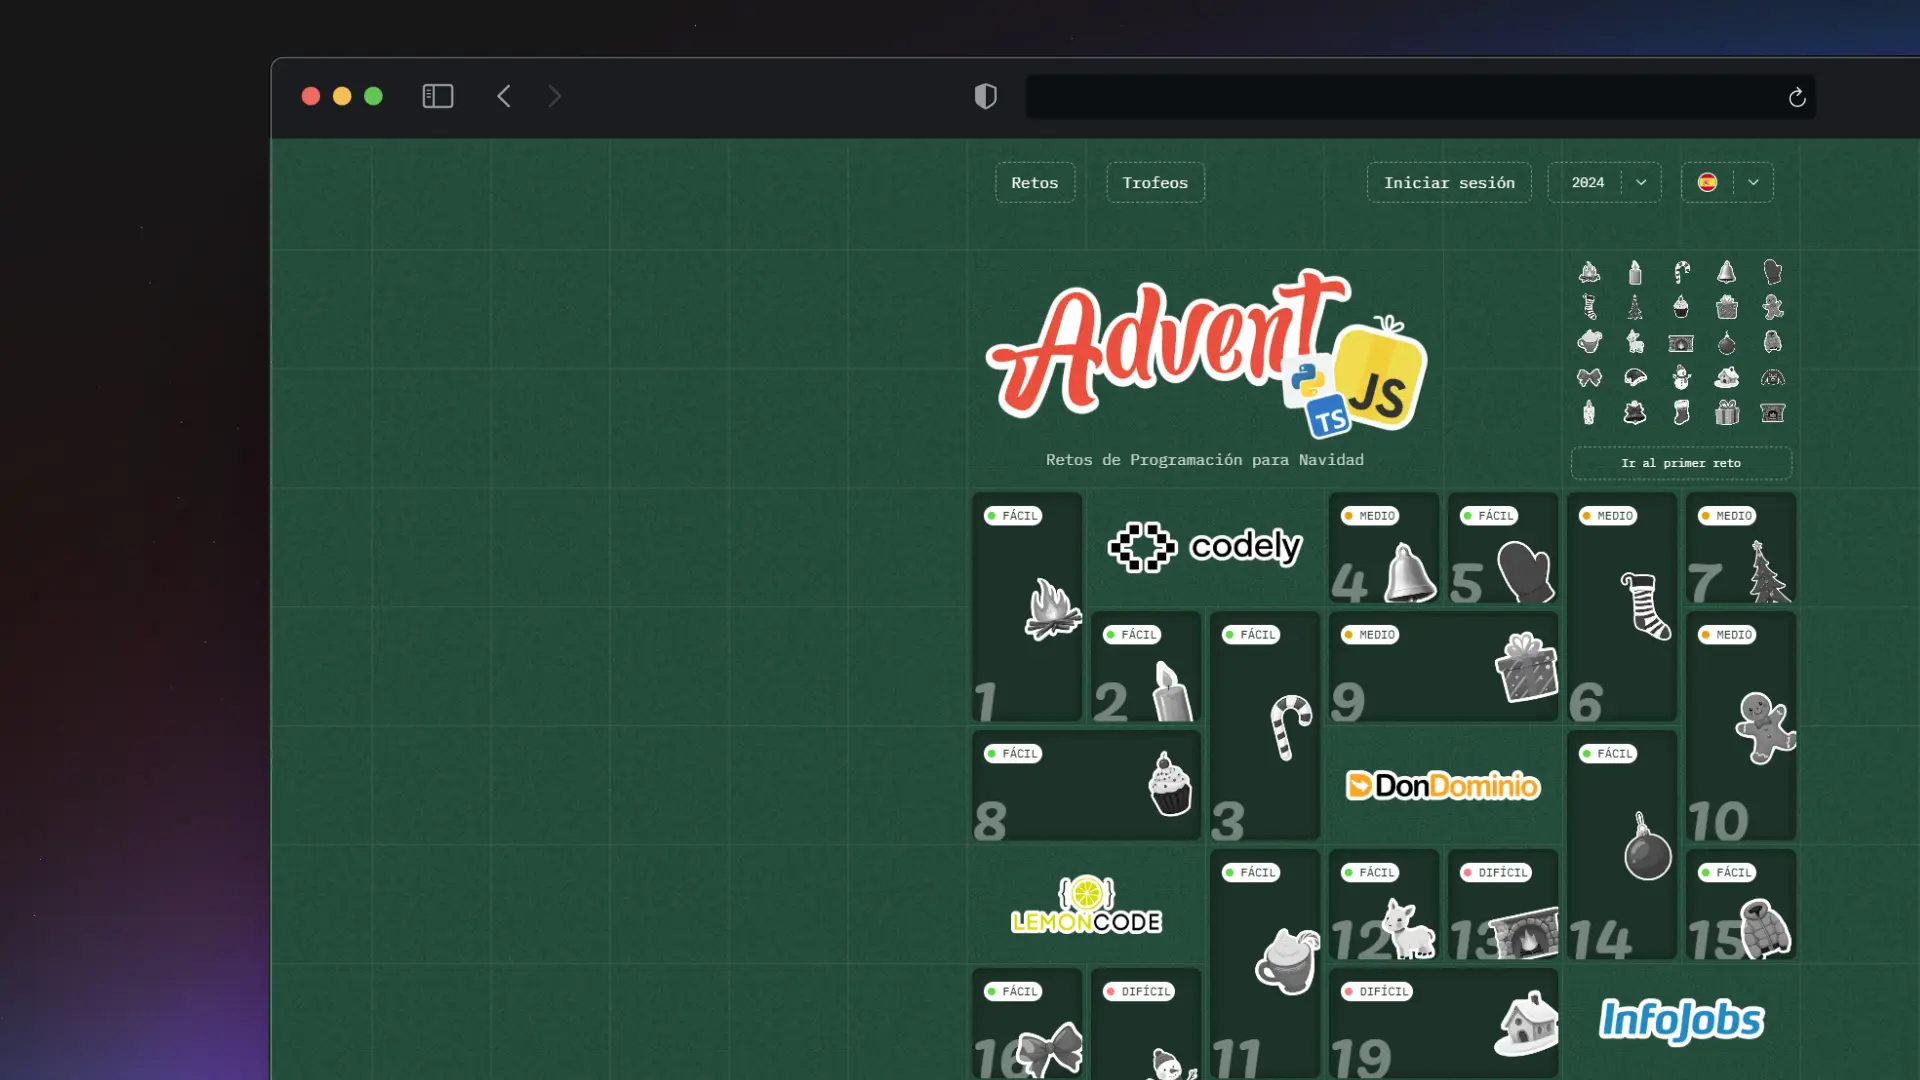 Retos
Trofeos
Iniciar sesión
2024
Advent
TS
JS
Retos de Programación para Navidad
Ir al primer reto
FÁCIL
1
codely
MEDIO
4
FÁCIL
5
MEDIO
6
MEDIO
7
FÁCIL
2
FÁCIL
3
MEDIO
9
MEDIO
10
FÁCIL
8
DonDominio
FÁCIL
14
LEMONCODE
FÁCIL
11
FÁCIL
12
DIFÍCIL
13
FÁCIL
15
FÁCIL
16
DIFÍCIL
DIFÍCIL
19
InfoJobs